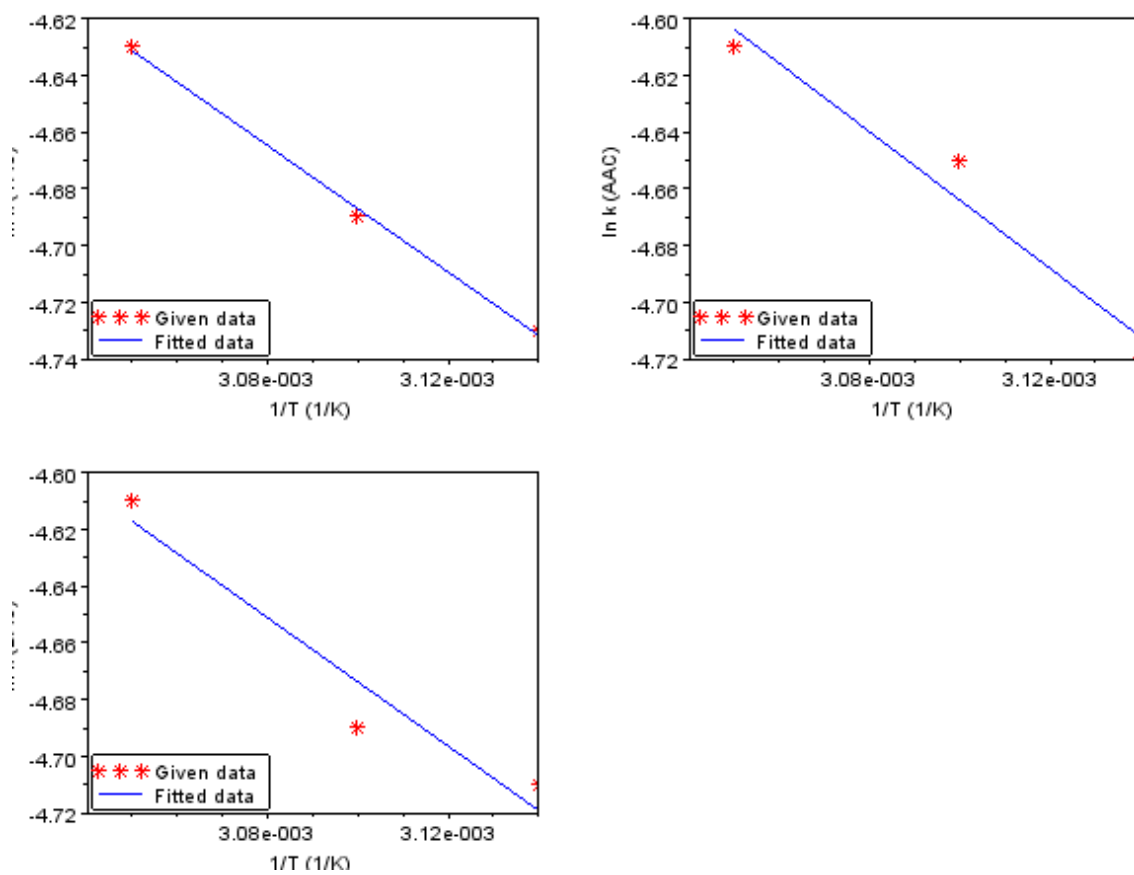 -4.62
-4.64
-4.66
-4.68
-4.70
-4.72
-4.74
Given data
Fitted data
3.08e-003 3.12e-003
1/T (1/K)
-4.60
-4.62
-4.64
-4.66
-4.68
-4.70
-4.72
ln k (AAC)
Given data
Fitted data
3.08e-003 3.12e-003
1/T (1/K)
-4.60
-4.62
-4.64
-4.66
-4.68
-4.70
-4.72
Given data
Fitted data
3.08e-003 3.12e-003
1/T (1/K)